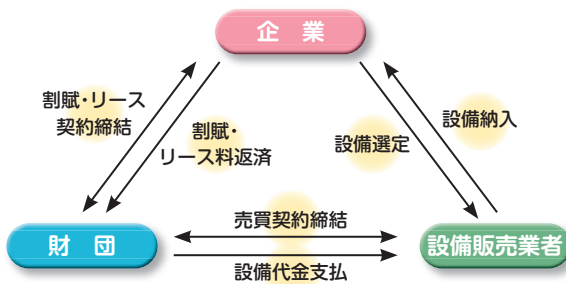 企業
割賦・リース
契約締結
割賦・
リース料返済
設備選定
設備納入
財団
売買契約締結
設備代金支払
設備販売業者